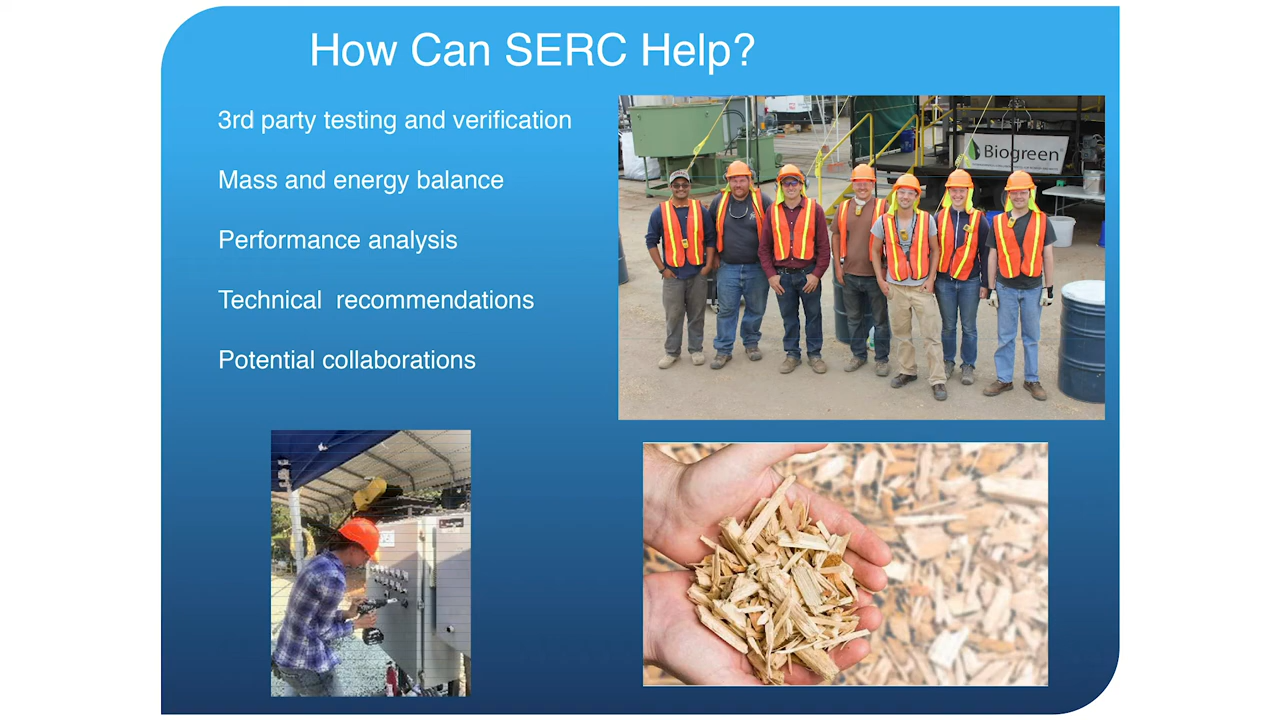 How Can SERC Help?
3rd party testing and verification
Mass and energy balance
Performance analysis
Technical  recommendations
Potential collaborations
Biogreen